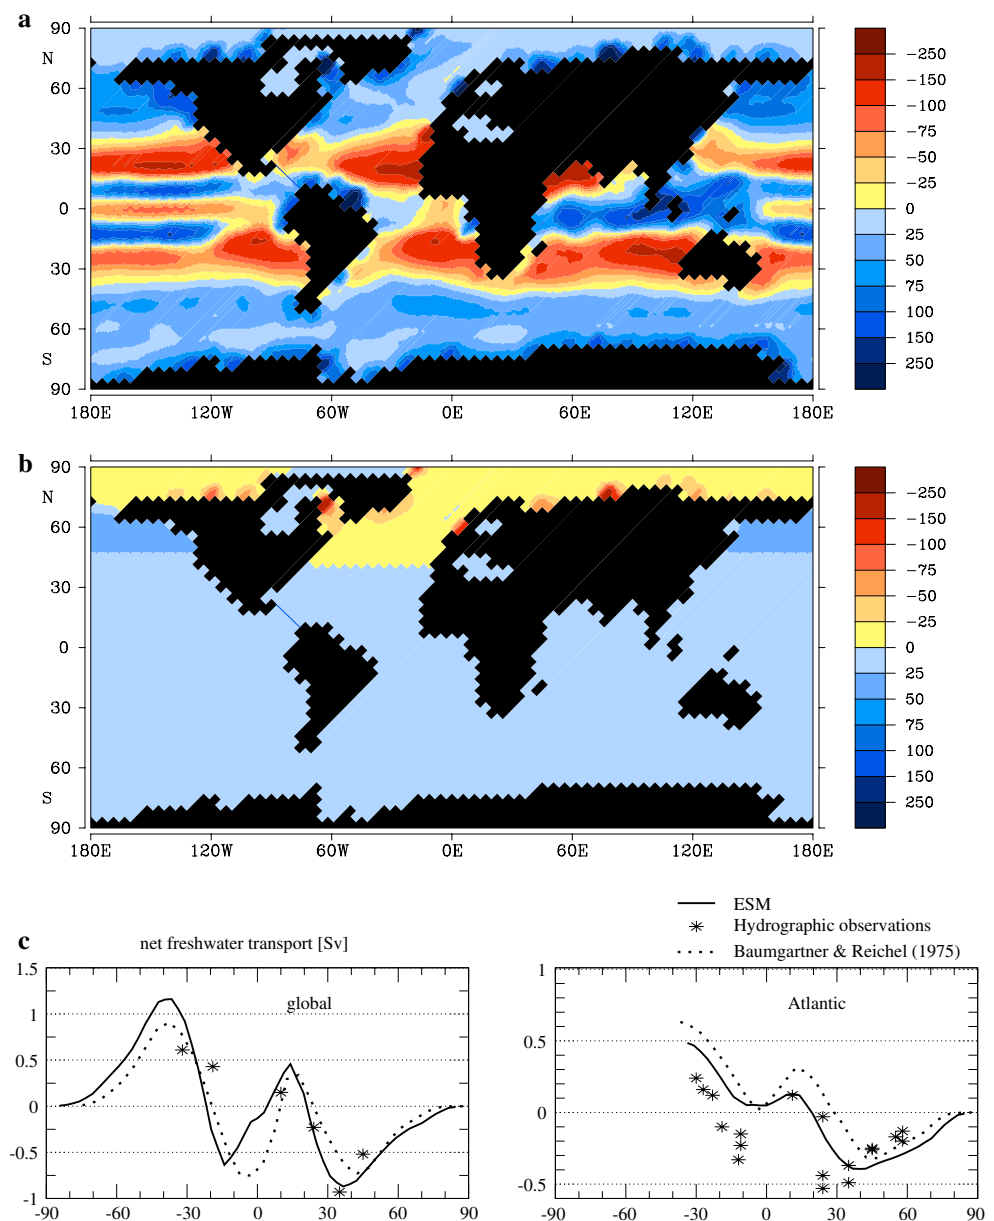 a
90
N
60
30
0
30
60
S
90
180E 120W 60W 0E 60E 120E 180E
−250
−150
−100
−75
−50
−25
0
25
50
75
100
150
250
b
90
N
60
30
0
30
60
S
90
180E 120W 60W 0E 60E 120E 180E
−250
−150
−100
−75
−50
−25
0
25
50
75
100
150
250
ESM
Hydrographic observations
Baumgartner & Reichel (1975)
c
net freshwater transport [Sv]
global
1.5
1
0.5
0
-0.5
-1
-90 -60 -30 0 30 60 90
Atlantic
1
0.5
0
-0.5
-90 -60 -30 0 30 60 90